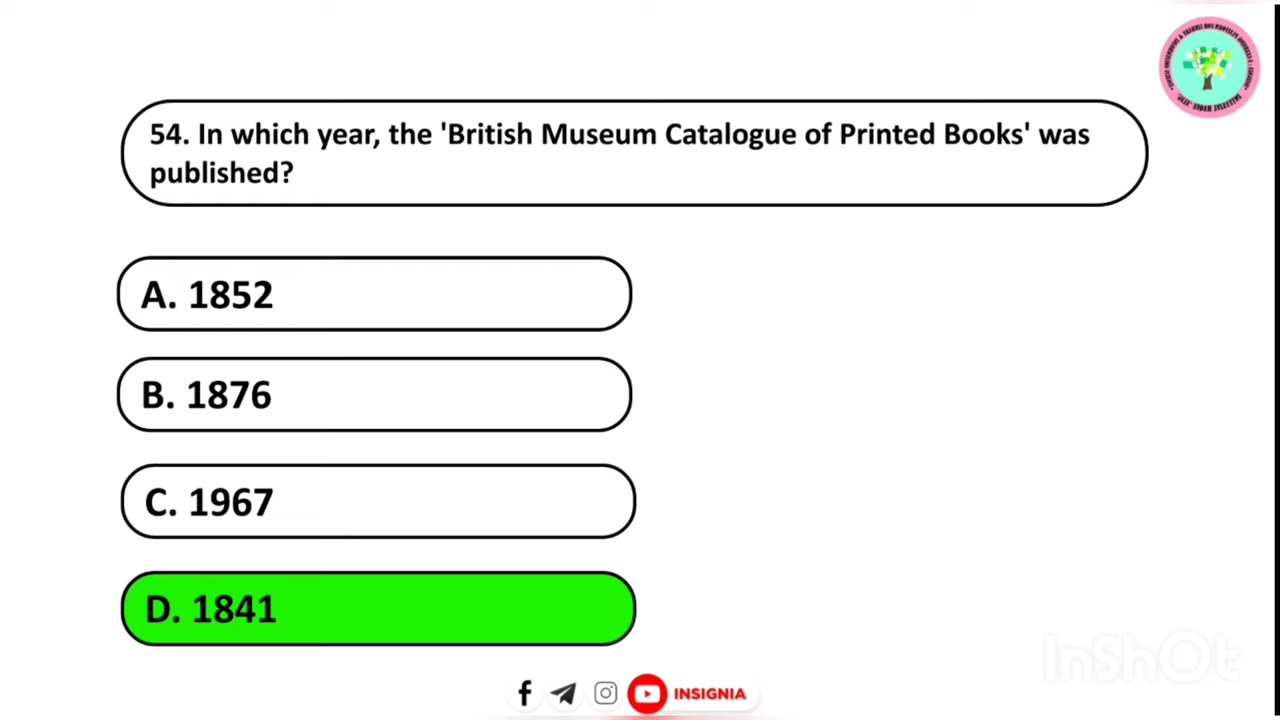 54. In which year, the 'British Museum Catalogue of Printed Books' was
published?
A. 1852
B. 1876
C. 1967
D. 1841
InShOt
INSIGNIA